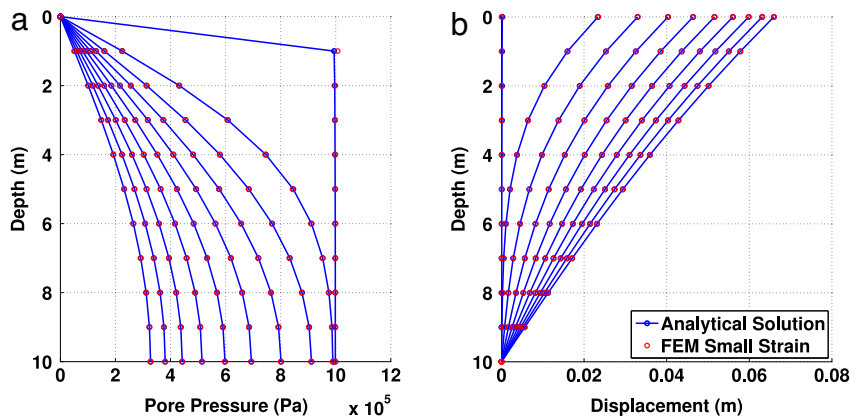 a
0
2
4
6
8
10
Depth (m)
0 2 4 6 8 10 12
Pore Pressure (Pa)
x 10^5
b
0
2
4
6
8
10
Depth (m)
0 0.02 0.04 0.06 0.08
Displacement (m)
Analytical Solution
FEM Small Strain